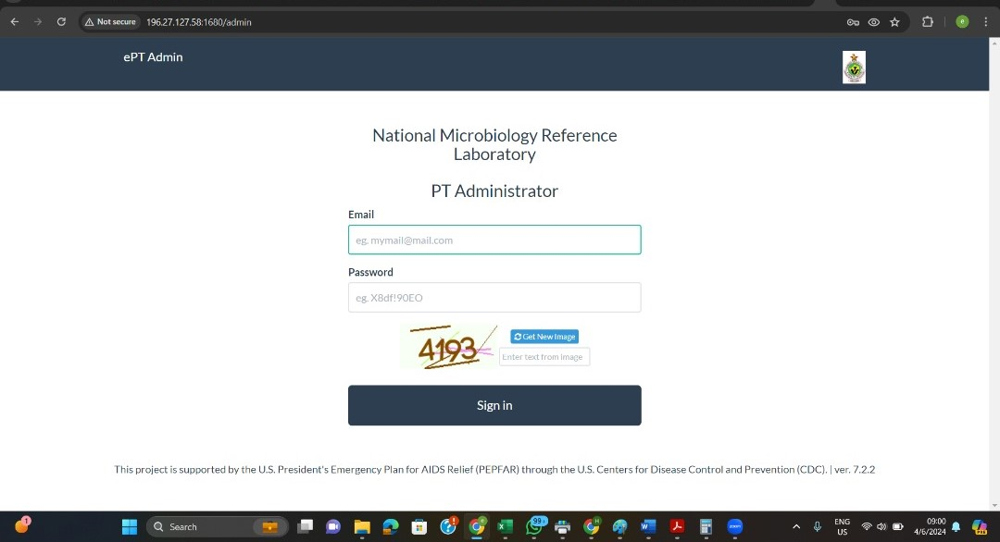 Not secure 196.27.127.58:1680/admin
e
ePT Admin
National Microbiology Reference
Laboratory
PT Administrator
Email
eg. mymail@mail.com
Password
eg. X8df!90EO
4193
Get New Image
Enter text from image
Sign in
This project is supported by the U.S. President's Emergency Plan for AIDS Relief (PEPFAR) through the U.S. Centers for Disease Control and Prevention (CDC). | ver. 7.2.2
1
Search
99+
ENG
US
09:00
4/6/2024